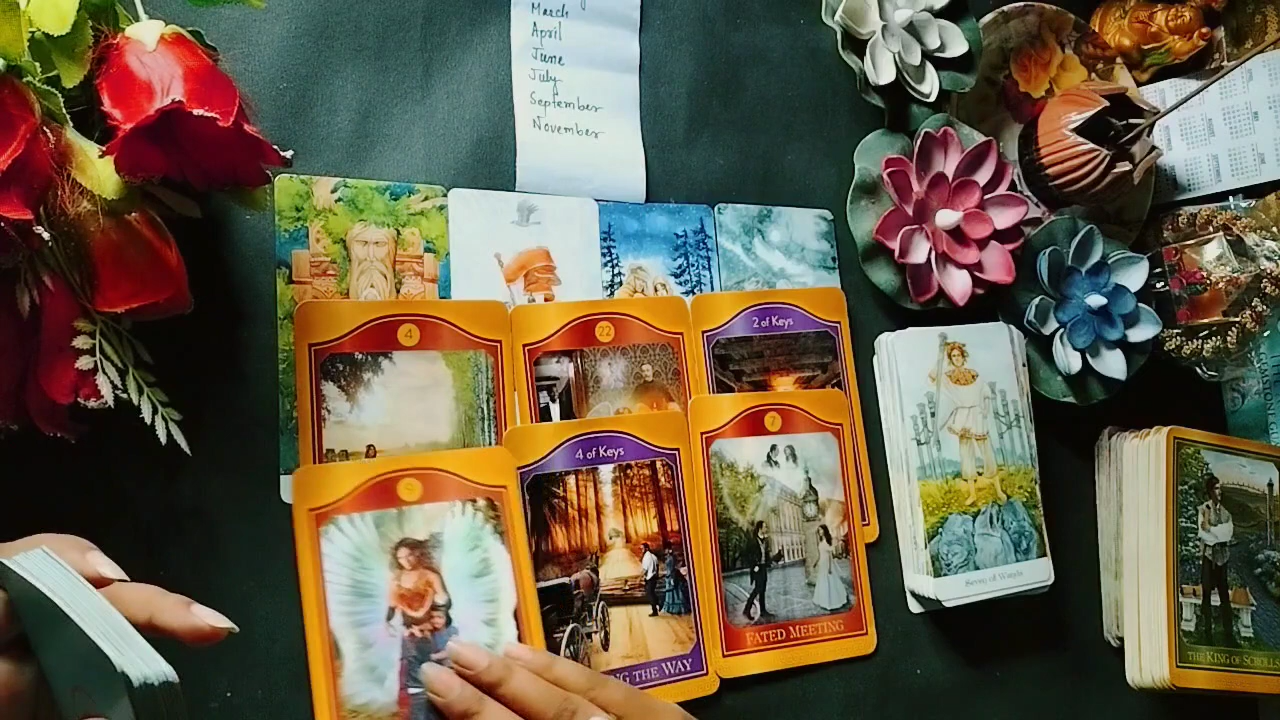 March
April
June
July
September
November
4
22
2 of Keys
4 of Keys
7
FATED MEETING
NG THE WAY
Seven of Wands
THE KING OF SCROLLS